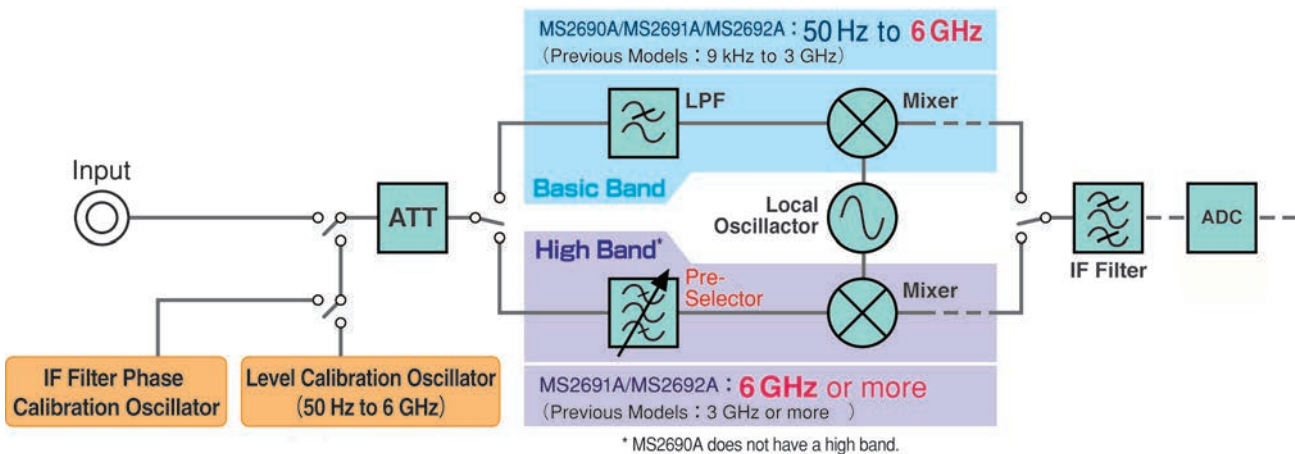 MS2690A/MS2691A/MS2692A : 50 Hz to 6 GHz
(Previous Models : 9 kHz to 3 GHz)
LPF
Mixer
Input
Basic Band
ATT
Local
Oscillactor
ADC
High Band*
IF Filter
Pre-
Selector
Mixer
IF Filter Phase
Calibration Oscillator
Level Calibration Oscillator
(50 Hz to 6 GHz)
MS2691A/MS2692A : 6 GHz or more
(Previous Models : 3 GHz or more )
* MS2690A does not have a high band.